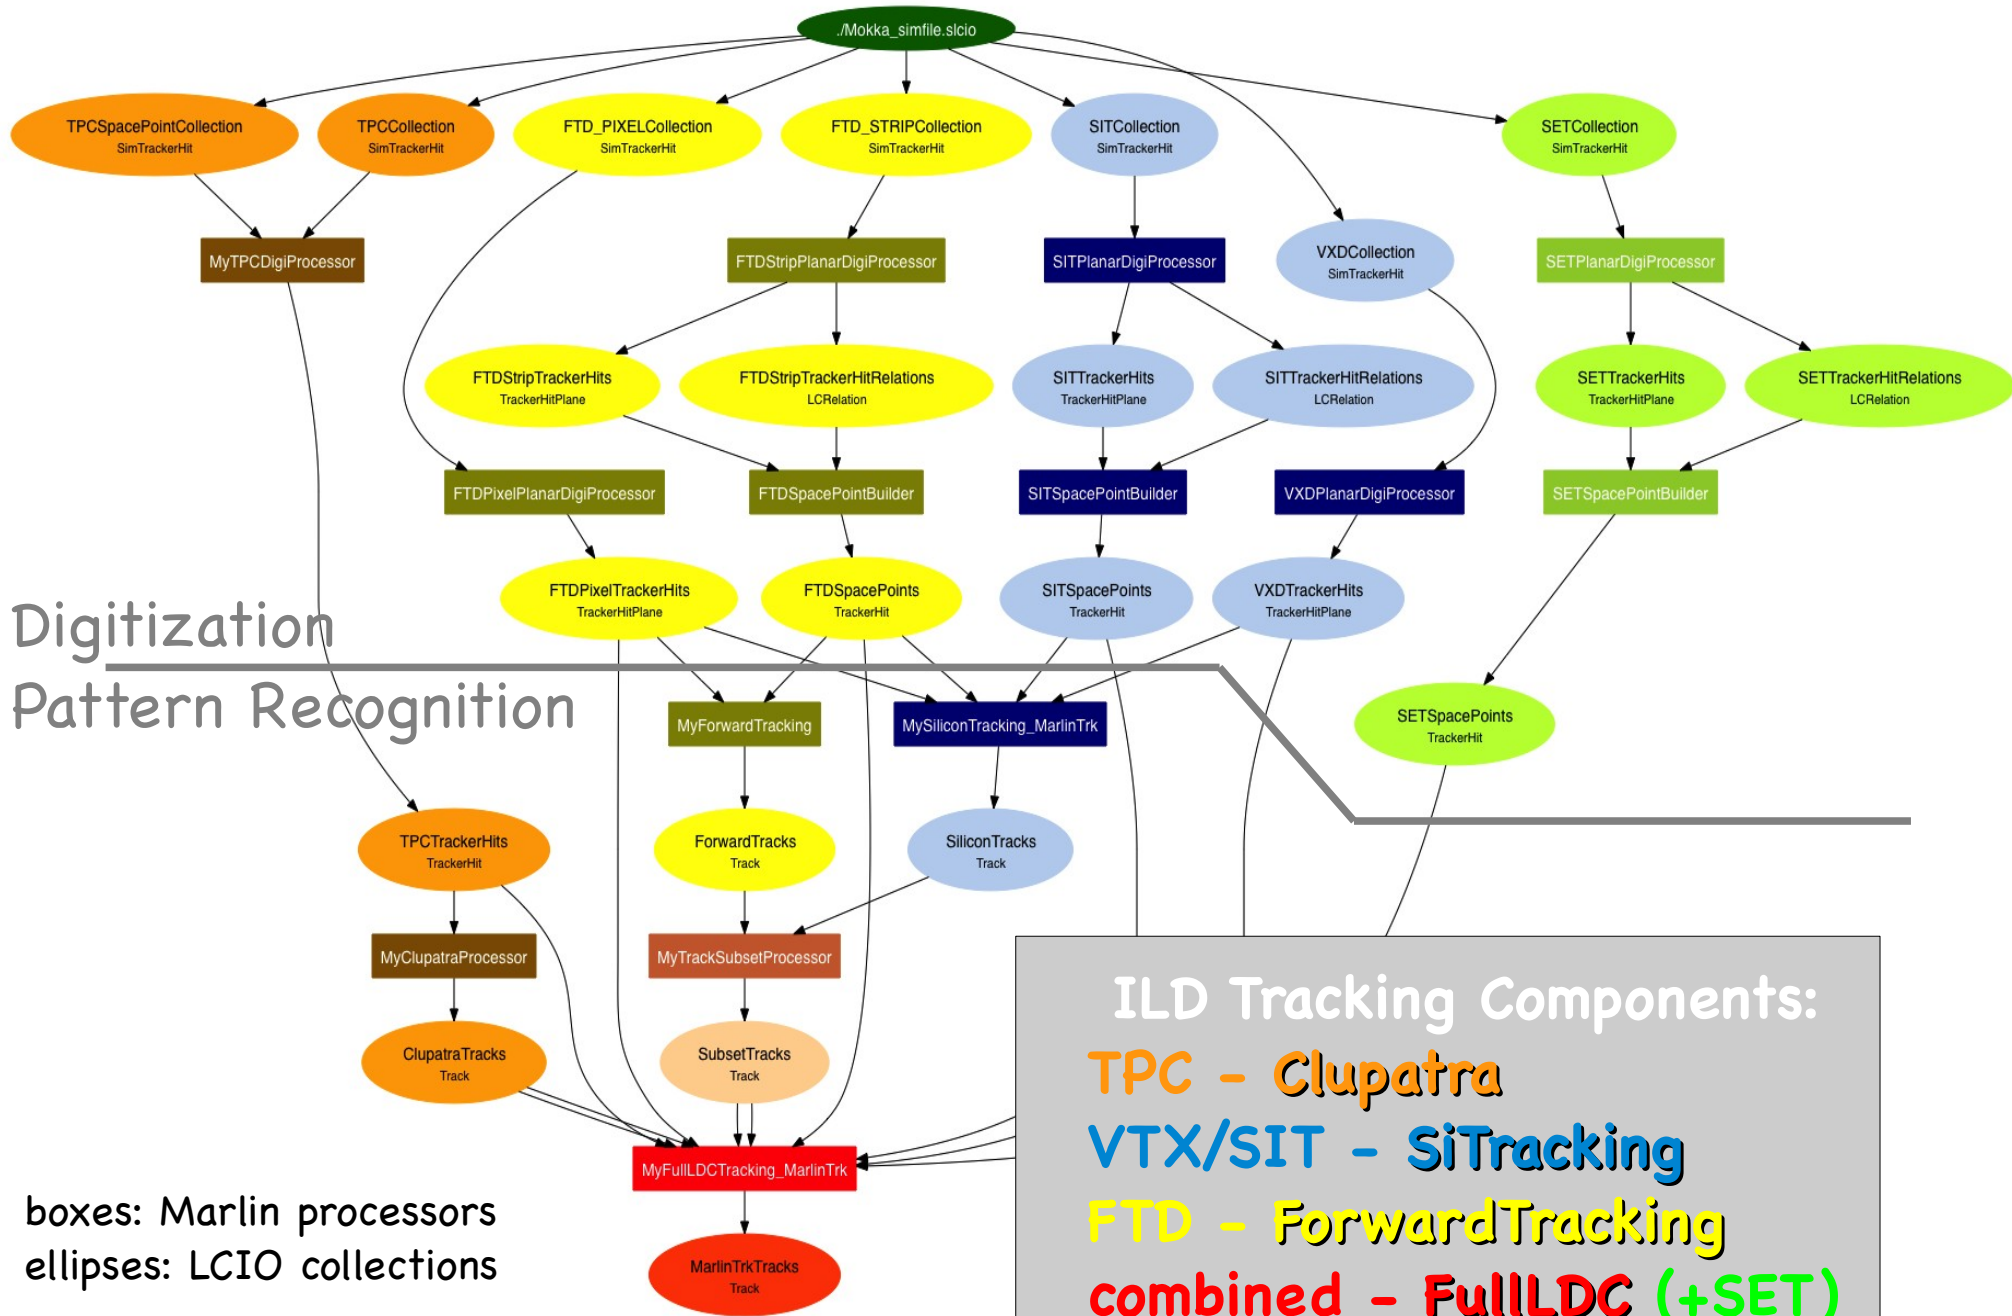 ./Mokka_simfile.slcio
TPCSpacePointCollection
SimTrackerHit
TPCCollection
SimTrackerHit
FTD_PIXELCollection
SimTrackerHit
FTD_STRIPCollection
SimTrackerHit
SITCollection
SimTrackerHit
SETCollection
SimTrackerHit
MyTPCDigiProcessor
FTDStripPlanarDigiProcessor
SITPlanarDigiProcessor
VXDCollection
SimTrackerHit
SETPlanarDigiProcessor
FTDStripTrackerHits
TrackerHitPlane
FTDStripTrackerHitRelations
LCRelation
SITTrackerHits
TrackerHitPlane
SITTrackerHitRelations
LCRelation
SETTrackerHits
TrackerHitPlane
SETTrackerHitRelations
LCRelation
FTDPixelPlanarDigiProcessor
FTDSpacePointBuilder
SITSpacePointBuilder
VXDPlanarDigiProcessor
SETSpacePointBuilder
FTDPixelTrackerHits
TrackerHitPlane
FTDSpacePoints
TrackerHit
SITSpacePoints
TrackerHit
VXDTrackerHits
TrackerHitPlane
Digitization
Pattern Recognition
MyForwardTracking
MySiliconTracking_MarlinTrk
SETSpacePoints
TrackerHit
TPCTrackerHits
TrackerHit
ForwardTracks
Track
SiliconTracks
Track
MyClupatraProcessor
MyTrackSubsetProcessor
ClupatraTracks
Track
SubsetTracks
Track
MyFullLDCTracking_MarlinTrk
MarlinTrkTracks
Track
boxes: Marlin processors
ellipses: LCIO collections
ILD Tracking Components:
TPC - Clupatra
VTX/SIT - SiTracking
FTD - ForwardTracking
combined - FullLDC (+SET)